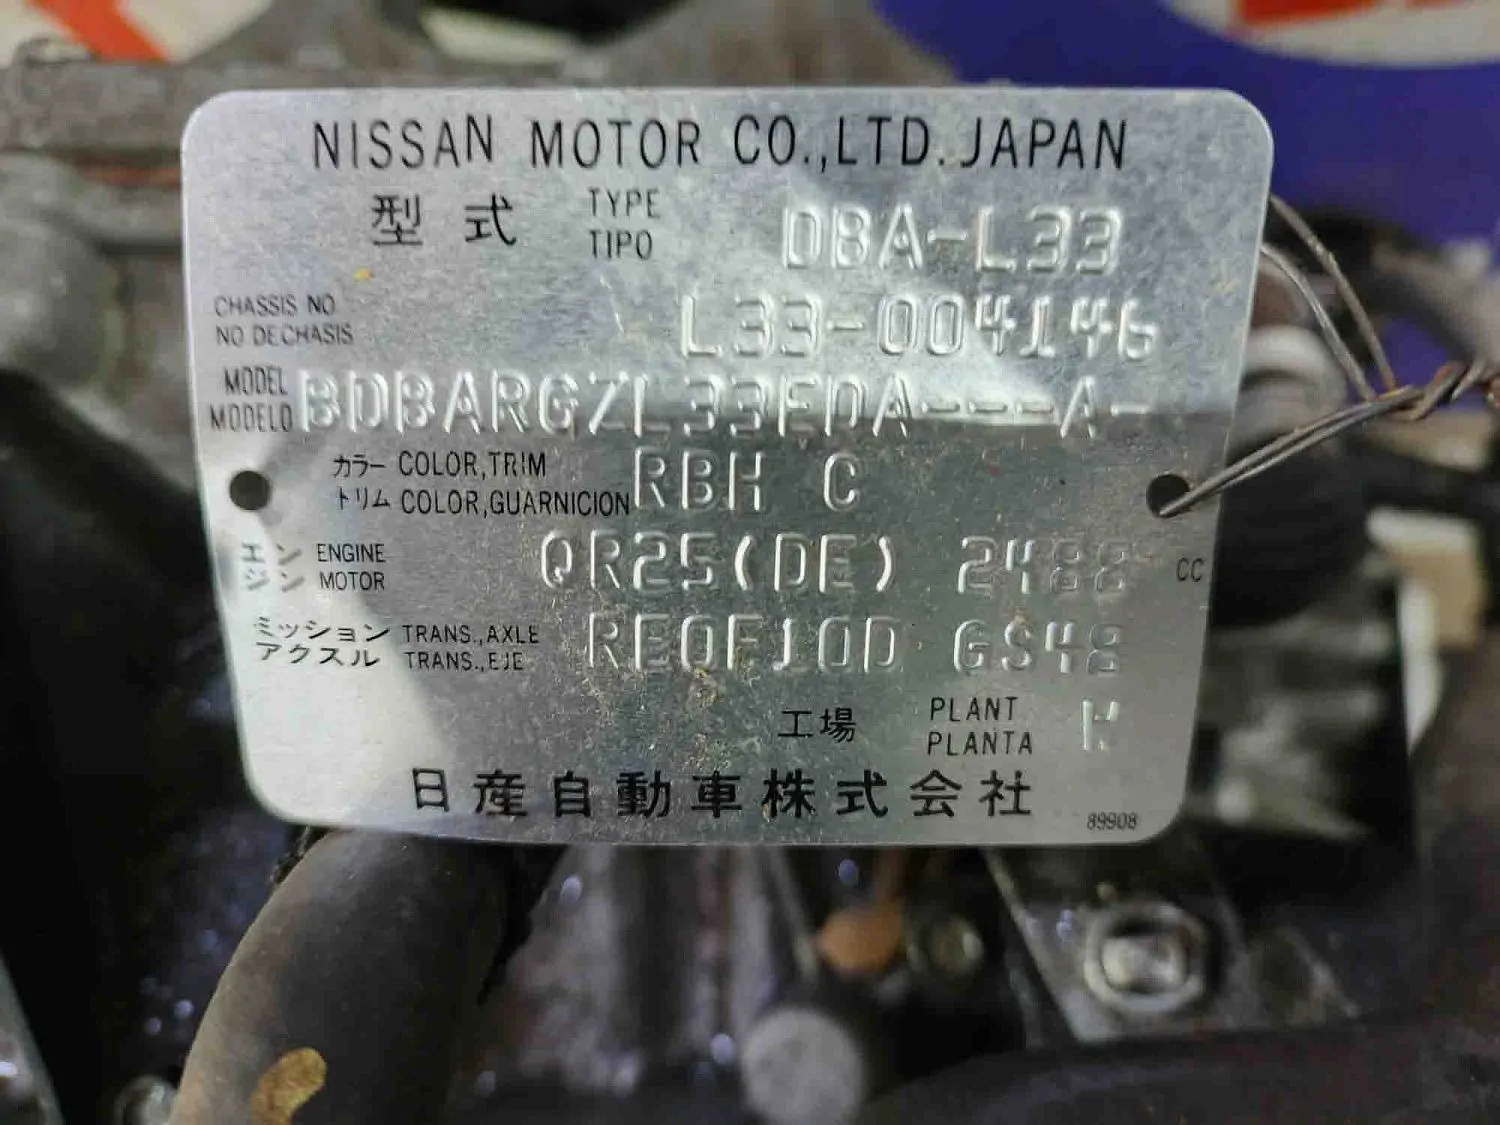 NISSAN MOTOR CO.,LTD.JAPAN
型式 TYPE DBA-L33
TIPO
CHASSIS NO L33-004146
NO DE CHASIS
MODEL BDBARGZL33EDA---A-
MODELO
カラー COLOR,TRIM RBH C
トリム COLOR,GUARNICION
エン ENGINE QR25(DE) 2488 CC
ジン MOTOR
ミッション TRANS.,AXLE RE0F10D GS48
アクスル TRANS.,EJE
工場 PLANT
PLANTA
日産自動車株式会社
89908